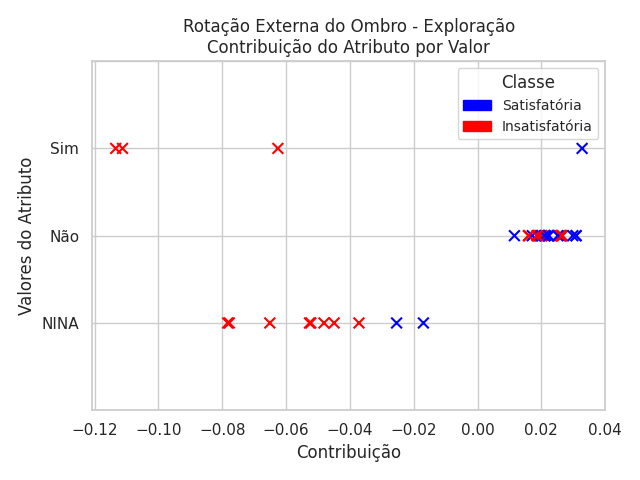 Rotação Externa do Ombro - Exploração
Contribuição do Atributo por Valor
Classe
Satisfatória
Insatisfatória
Valores do Atributo
Sim
Não
NINA
−0.12 −0.10 −0.08 −0.06 −0.04 −0.02 0.00 0.02 0.04
Contribuição